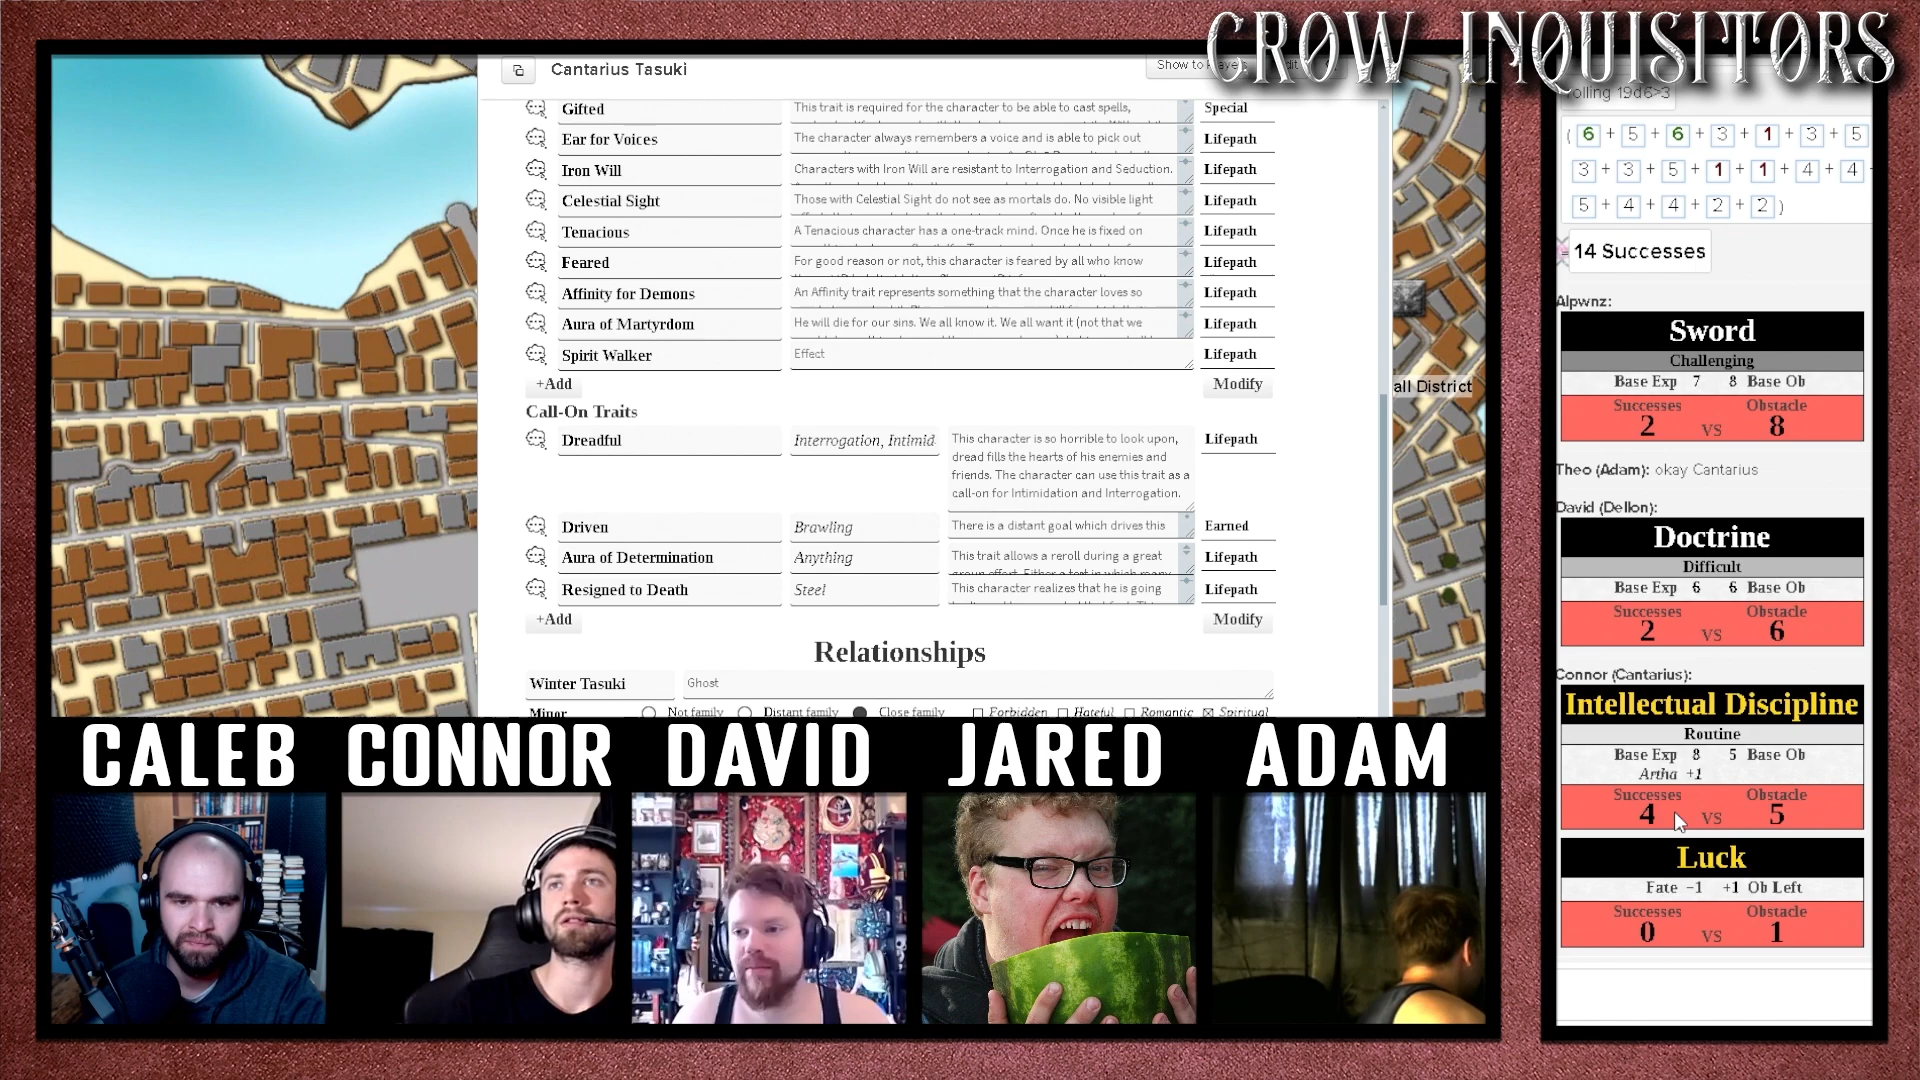 CROW INQUISITORS
Cantarius Tasuki
Show to Players
Gifted
This trait is required for the character to be able to cast spells,
Special
Ear for Voices
The character always remembers a voice and is able to pick out
Lifepath
Iron Will
Characters with Iron Will are resistant to Interrogation and Seduction.
Lifepath
Celestial Sight
Those with Celestial Sight do not see as mortals do. No visible light
Lifepath
Tenacious
A Tenacious character has a one-track mind. Once he is fixed on
Lifepath
Feared
For good reason or not, this character is feared by all who know
Lifepath
Affinity for Demons
An Affinity trait represents something that the character loves so
Lifepath
Aura of Martyrdom
He will die for our sins. We all know it. We all want it (not that we
Lifepath
Spirit Walker
Effect
Lifepath
+Add
Modify
Call-On Traits
Dreadful
Interrogation, Intimid
This character is so horrible to look upon,
dread fills the hearts of his enemies and
friends. The character can use this trait as a
call-on for Intimidation and Interrogation.
Lifepath
Driven
Brawling
There is a distant goal which drives this
Earned
Aura of Determination
Anything
This trait allows a reroll during a great
Lifepath
Resigned to Death
Steel
This character realizes that he is going
Lifepath
+Add
Modify
Relationships
Winter Tasuki
Ghost
Minor
Not family
Distant family
Close family
Forbidden
Hateful
Romantic
Spiritual
all District
CALEB CONNOR DAVID JARED ADAM
olling 19d6>3
( 6 + 5 + 6 + 3 + 1 + 3 + 5
3 + 3 + 5 + 1 + 1 + 4 + 4 +
5 + 4 + 4 + 2 + 2 )
= 14 Successes
Alpwnz:
Sword
Challenging
Base Exp 7 8 Base Ob
Successes Obstacle
2 VS 8
Theo (Adam): okay Cantarius
David (Dellon):
Doctrine
Difficult
Base Exp 6 6 Base Ob
Successes Obstacle
2 VS 6
Connor (Cantarius):
Intellectual Discipline
Routine
Base Exp 8 5 Base Ob
Artha +1
Successes Obstacle
4 VS 5
Luck
Fate -1 +1 Ob Left
Successes Obstacle
0 VS 1